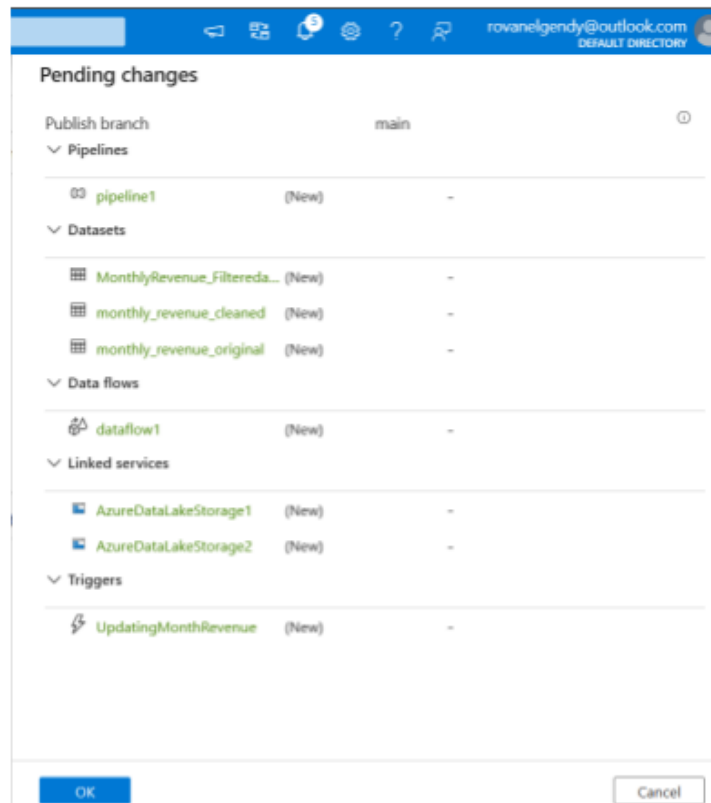 5
rovanelgendy@outlook.com
DEFAULT DIRECTORY
Pending changes
Publish branch main
Pipelines
pipeline1 (New) -
Datasets
MonthlyRevenue_Filtereda... (New) -
monthly_revenue_cleaned (New) -
monthly_revenue_original (New) -
Data flows
dataflow1 (New) -
Linked services
AzureDataLakeStorage1 (New) -
AzureDataLakeStorage2 (New) -
Triggers
UpdatingMonthRevenue (New) -
OK Cancel